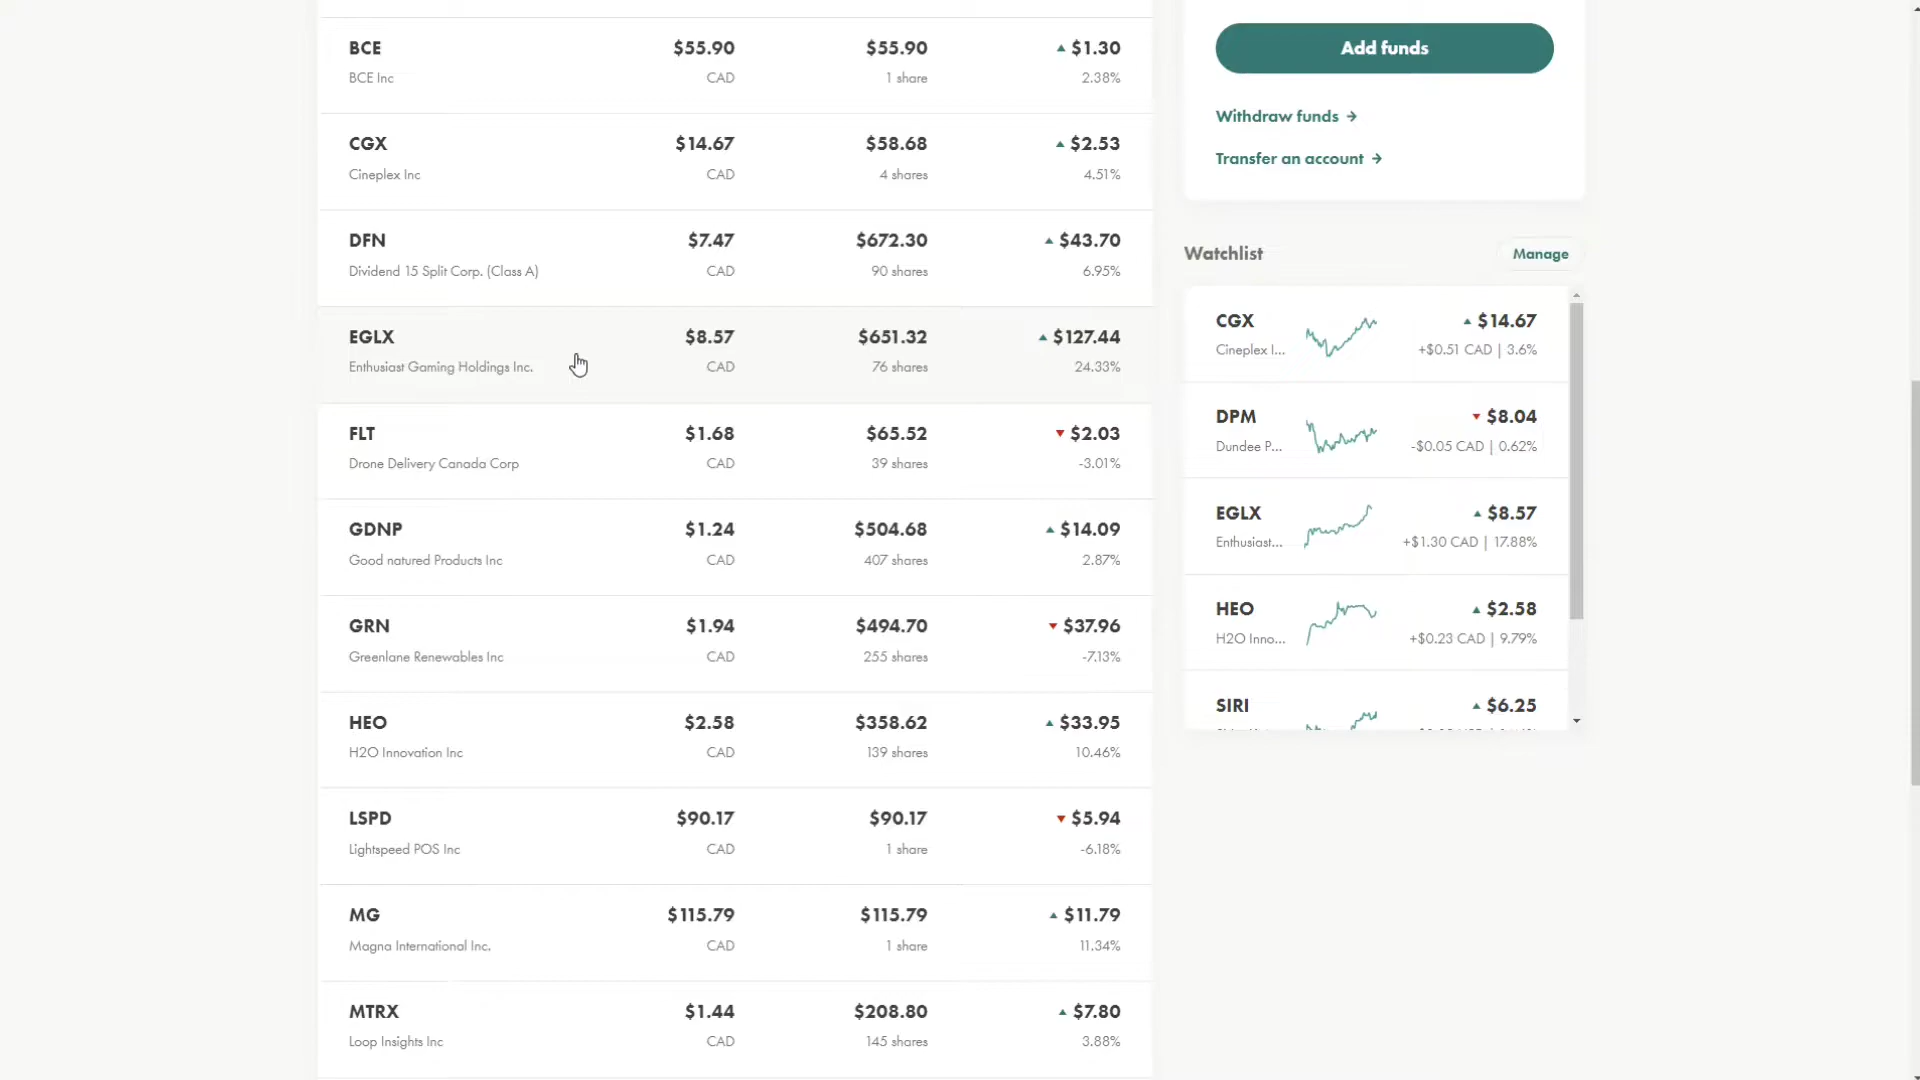 BCE $55.90 $55.90 ▲ $1.30
BCE Inc CAD 1 share 2.38%
CGX $14.67 $58.68 ▲ $2.53
Cineplex Inc CAD 4 shares 4.51%
DFN $7.47 $672.30 ▲ $43.70
Dividend 15 Split Corp. (Class A) CAD 90 shares 6.95%
EGLX $8.57 $651.32 ▲ $127.44
Enthusiast Gaming Holdings Inc. CAD 76 shares 24.33%
FLT $1.68 $65.52 ▼ $2.03
Drone Delivery Canada Corp CAD 39 shares -3.01%
GDNP $1.24 $504.68 ▲ $14.09
Good natured Products Inc CAD 407 shares 2.87%
GRN $1.94 $494.70 ▼ $37.96
Greenlane Renewables Inc CAD 255 shares -7.13%
HEO $2.58 $358.62 ▲ $33.95
H2O Innovation Inc CAD 139 shares 10.46%
LSPD $90.17 $90.17 ▼ $5.94
Lightspeed POS Inc CAD 1 share -6.18%
MG $115.79 $115.79 ▲ $11.79
Magna International Inc. CAD 1 share 11.34%
MTRX $1.44 $208.80 ▲ $7.80
Loop Insights Inc CAD 145 shares 3.88%
Add funds
Withdraw funds →
Transfer an account →
Watchlist Manage
CGX ▲ $14.67
Cineplex I... +$0.51 CAD | 3.6%
DPM ▼ $8.04
Dundee P... -$0.05 CAD | 0.62%
EGLX ▲ $8.57
Enthusiast... +$1.30 CAD | 17.88%
HEO ▲ $2.58
H2O Inno... +$0.23 CAD | 9.79%
SIRI ▲ $6.25